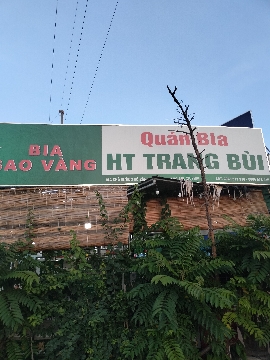 BIA
SAO VÀNG
Quán Bia
HT TRANG BÙI